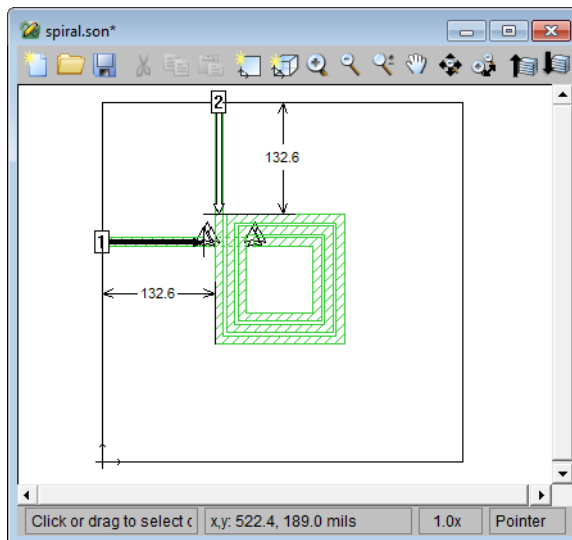 spiral.son*
2
132.6
1
132.6
Click or drag to select c
x,y: 522.4, 189.0 mils
1.0x
Pointer